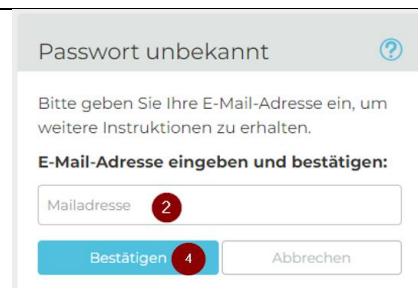 Passwort unbekannt ?
Bitte geben Sie Ihre E-Mail-Adresse ein, um
weitere Instruktionen zu erhalten.
E-Mail-Adresse eingeben und bestätigen:
Mailadresse 2
Bestätigen 4 Abbrechen